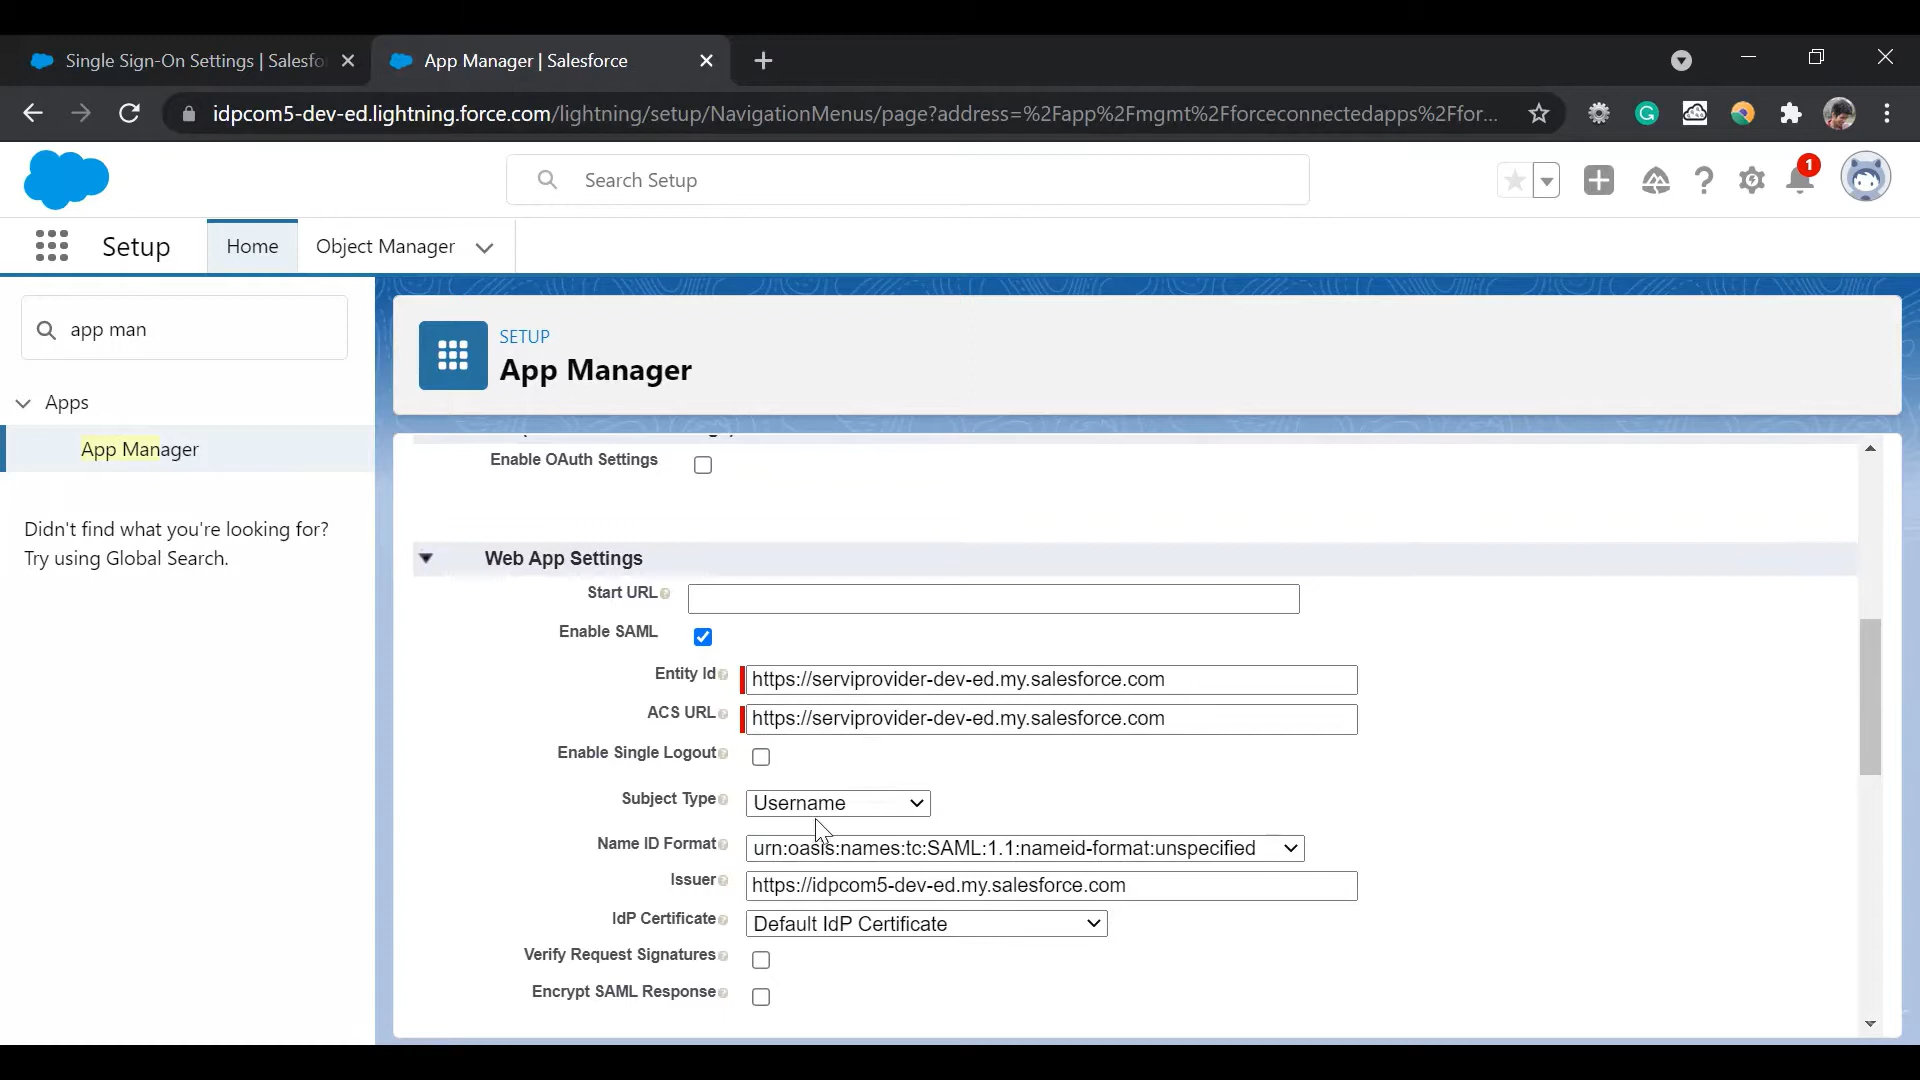 Single Sign-On Settings | Salesfo
App Manager | Salesforce
idpcom5-dev-ed.lightning.force.com/lightning/setup/NavigationMenus/page?address=%2Fapp%2Fmgmt%2Fforceconnectedapps%2Ffor...
Search Setup
1
Setup
Home
Object Manager
app man
Apps
App Manager
Didn't find what you're looking for?
Try using Global Search.
SETUP
App Manager
Enable OAuth Settings
Web App Settings
Start URL
Enable SAML
Entity Id https://serviprovider-dev-ed.my.salesforce.com
ACS URL https://serviprovider-dev-ed.my.salesforce.com
Enable Single Logout
Subject Type Username
Name ID Format urn:oasis:names:tc:SAML:1.1:nameid-format:unspecified
Issuer https://idpcom5-dev-ed.my.salesforce.com
IdP Certificate Default IdP Certificate
Verify Request Signatures
Encrypt SAML Response